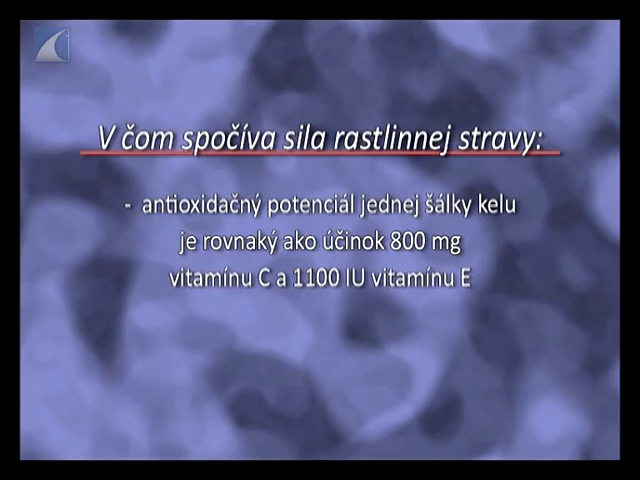 V čom spočíva sila rastlinnej stravy:
- antioxidačný potenciál jednej šálky kelu
je rovnaký ako účinok 800 mg
vitamínu C a 1100 IU vitamínu E